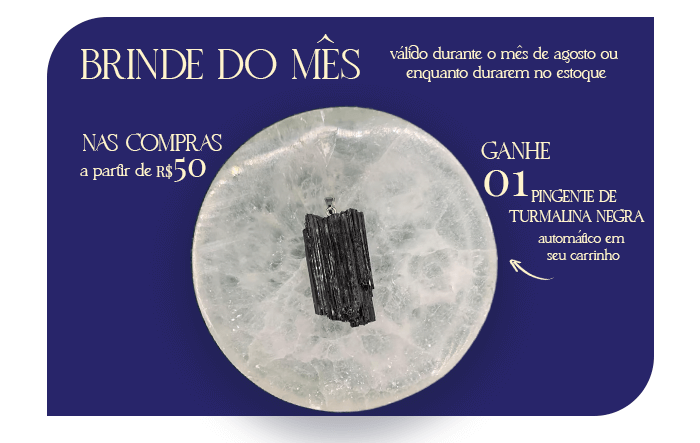 BRINDE DO MÊS
válido durante o mês de agosto ou
enquanto durarem no estoque
NAS COMPRAS
a partir de R$50
GANHE
01 PINGENTE DE
TURMALINA NEGRA
automático em
seu carrinho